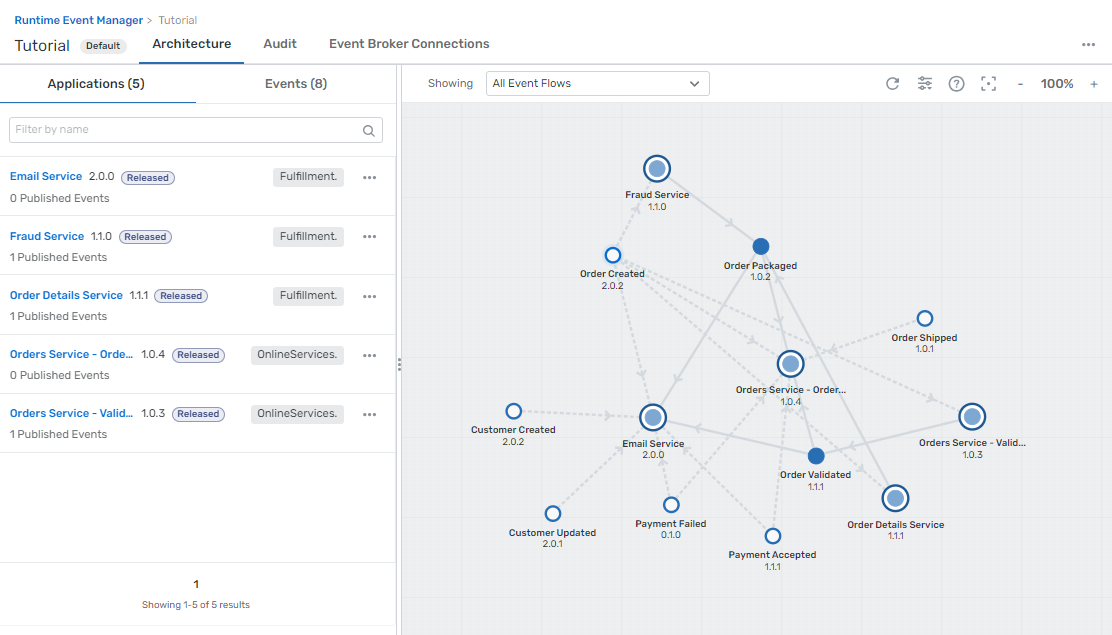 Runtime Event Manager > Tutorial
Tutorial Default Architecture Audit Event Broker Connections
Applications (5) Events (8)
Showing All Event Flows
- 100% +
Filter by name
Email Service 2.0.0 Released Fulfillment.
0 Published Events
Fraud Service 1.1.0 Released Fulfillment.
1 Published Events
Order Details Service 1.1.1 Released Fulfillment.
1 Published Events
Orders Service - Orde... 1.0.4 Released OnlineServices.
0 Published Events
Orders Service - Valid... 1.0.3 Released OnlineServices.
1 Published Events
1
Showing 1-5 of 5 results
Fraud Service
1.1.0
Order Packaged
1.0.2
Order Created
2.0.2
Order Shipped
1.0.1
Orders Service - Order...
1.0.4
Customer Created
2.0.2
Email Service
2.0.0
Orders Service - Valid...
1.0.3
Order Validated
1.1.1
Order Details Service
1.1.1
Customer Updated
2.0.1
Payment Failed
0.1.0
Payment Accepted
1.1.1